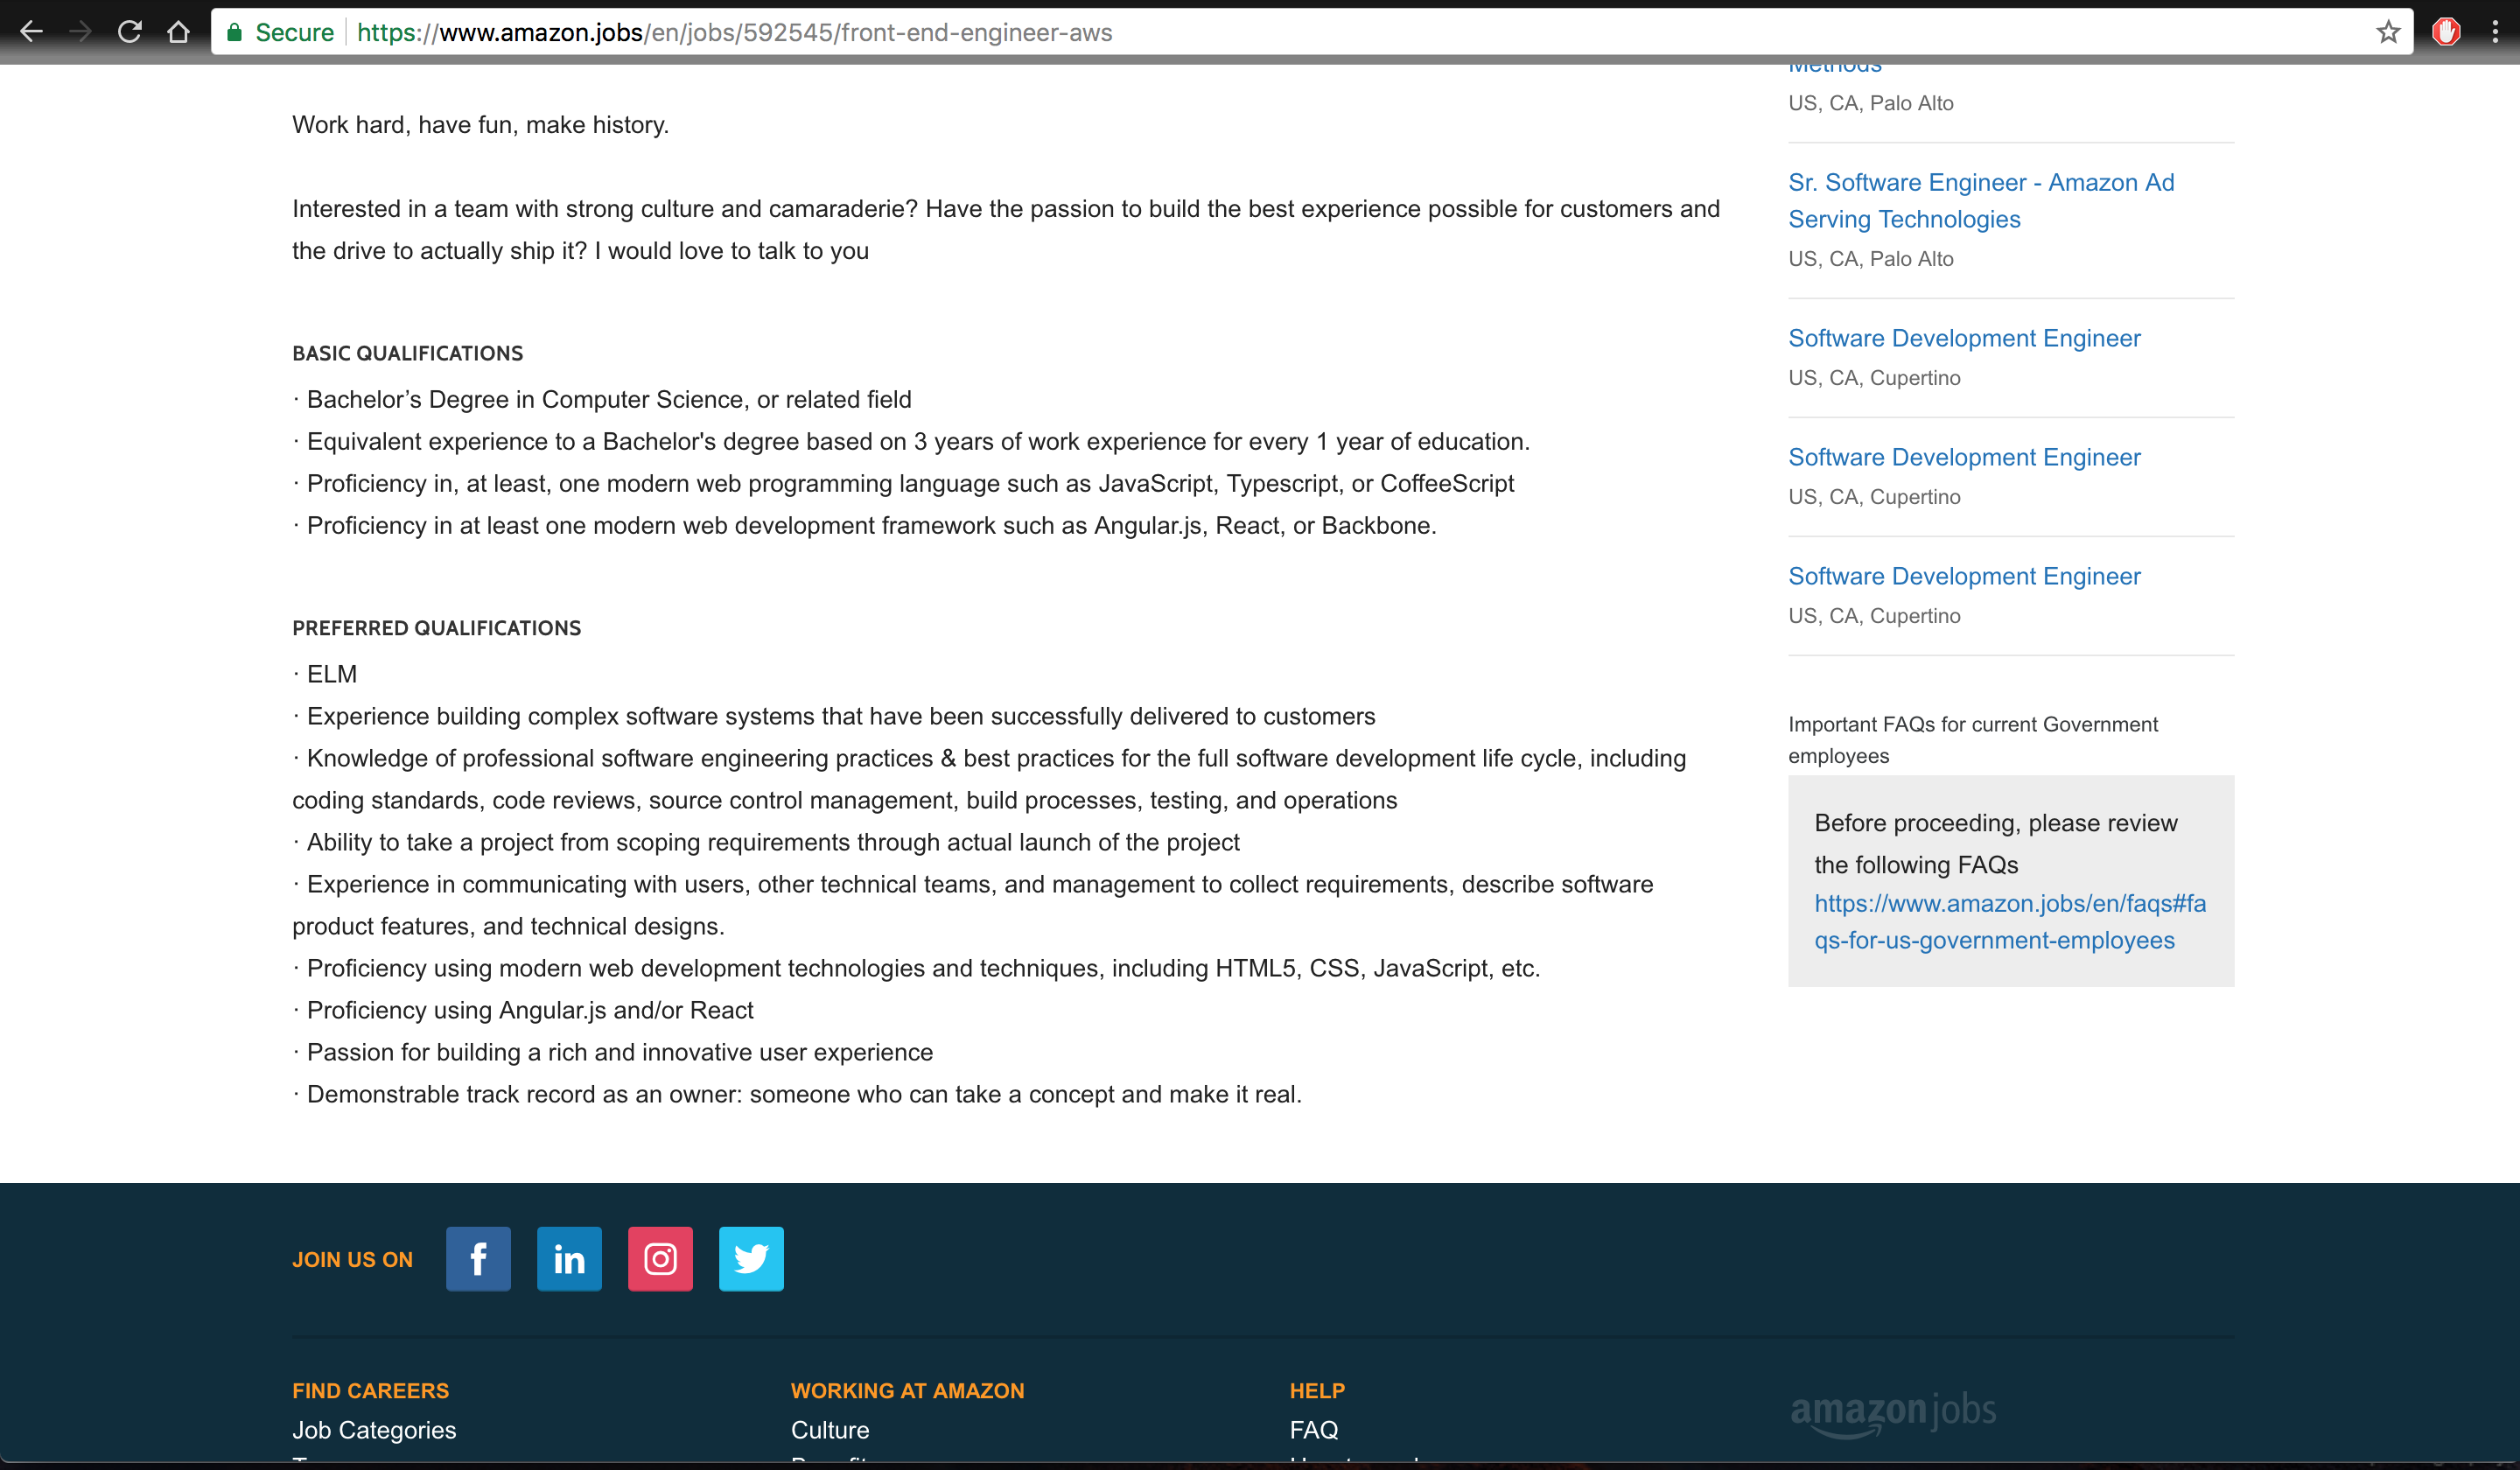 Secure https://www.amazon.jobs/en/jobs/592545/front-end-engineer-aws
Work hard, have fun, make history.
Interested in a team with strong culture and camaraderie? Have the passion to build the best experience possible for customers and
the drive to actually ship it? I would love to talk to you
BASIC QUALIFICATIONS
· Bachelor’s Degree in Computer Science, or related field
· Equivalent experience to a Bachelor's degree based on 3 years of work experience for every 1 year of education.
· Proficiency in, at least, one modern web programming language such as JavaScript, Typescript, or CoffeeScript
· Proficiency in at least one modern web development framework such as Angular.js, React, or Backbone.
PREFERRED QUALIFICATIONS
· ELM
· Experience building complex software systems that have been successfully delivered to customers
· Knowledge of professional software engineering practices & best practices for the full software development life cycle, including
coding standards, code reviews, source control management, build processes, testing, and operations
· Ability to take a project from scoping requirements through actual launch of the project
· Experience in communicating with users, other technical teams, and management to collect requirements, describe software
product features, and technical designs.
· Proficiency using modern web development technologies and techniques, including HTML5, CSS, JavaScript, etc.
· Proficiency using Angular.js and/or React
· Passion for building a rich and innovative user experience
· Demonstrable track record as an owner: someone who can take a concept and make it real.
Methods
US, CA, Palo Alto
Sr. Software Engineer - Amazon Ad
Serving Technologies
US, CA, Palo Alto
Software Development Engineer
US, CA, Cupertino
Software Development Engineer
US, CA, Cupertino
Software Development Engineer
US, CA, Cupertino
Important FAQs for current Government
employees
Before proceeding, please review
the following FAQs
https://www.amazon.jobs/en/faqs#fa
qs-for-us-government-employees
JOIN US ON
FIND CAREERS
Job Categories
WORKING AT AMAZON
Culture
HELP
FAQ
amazonjobs